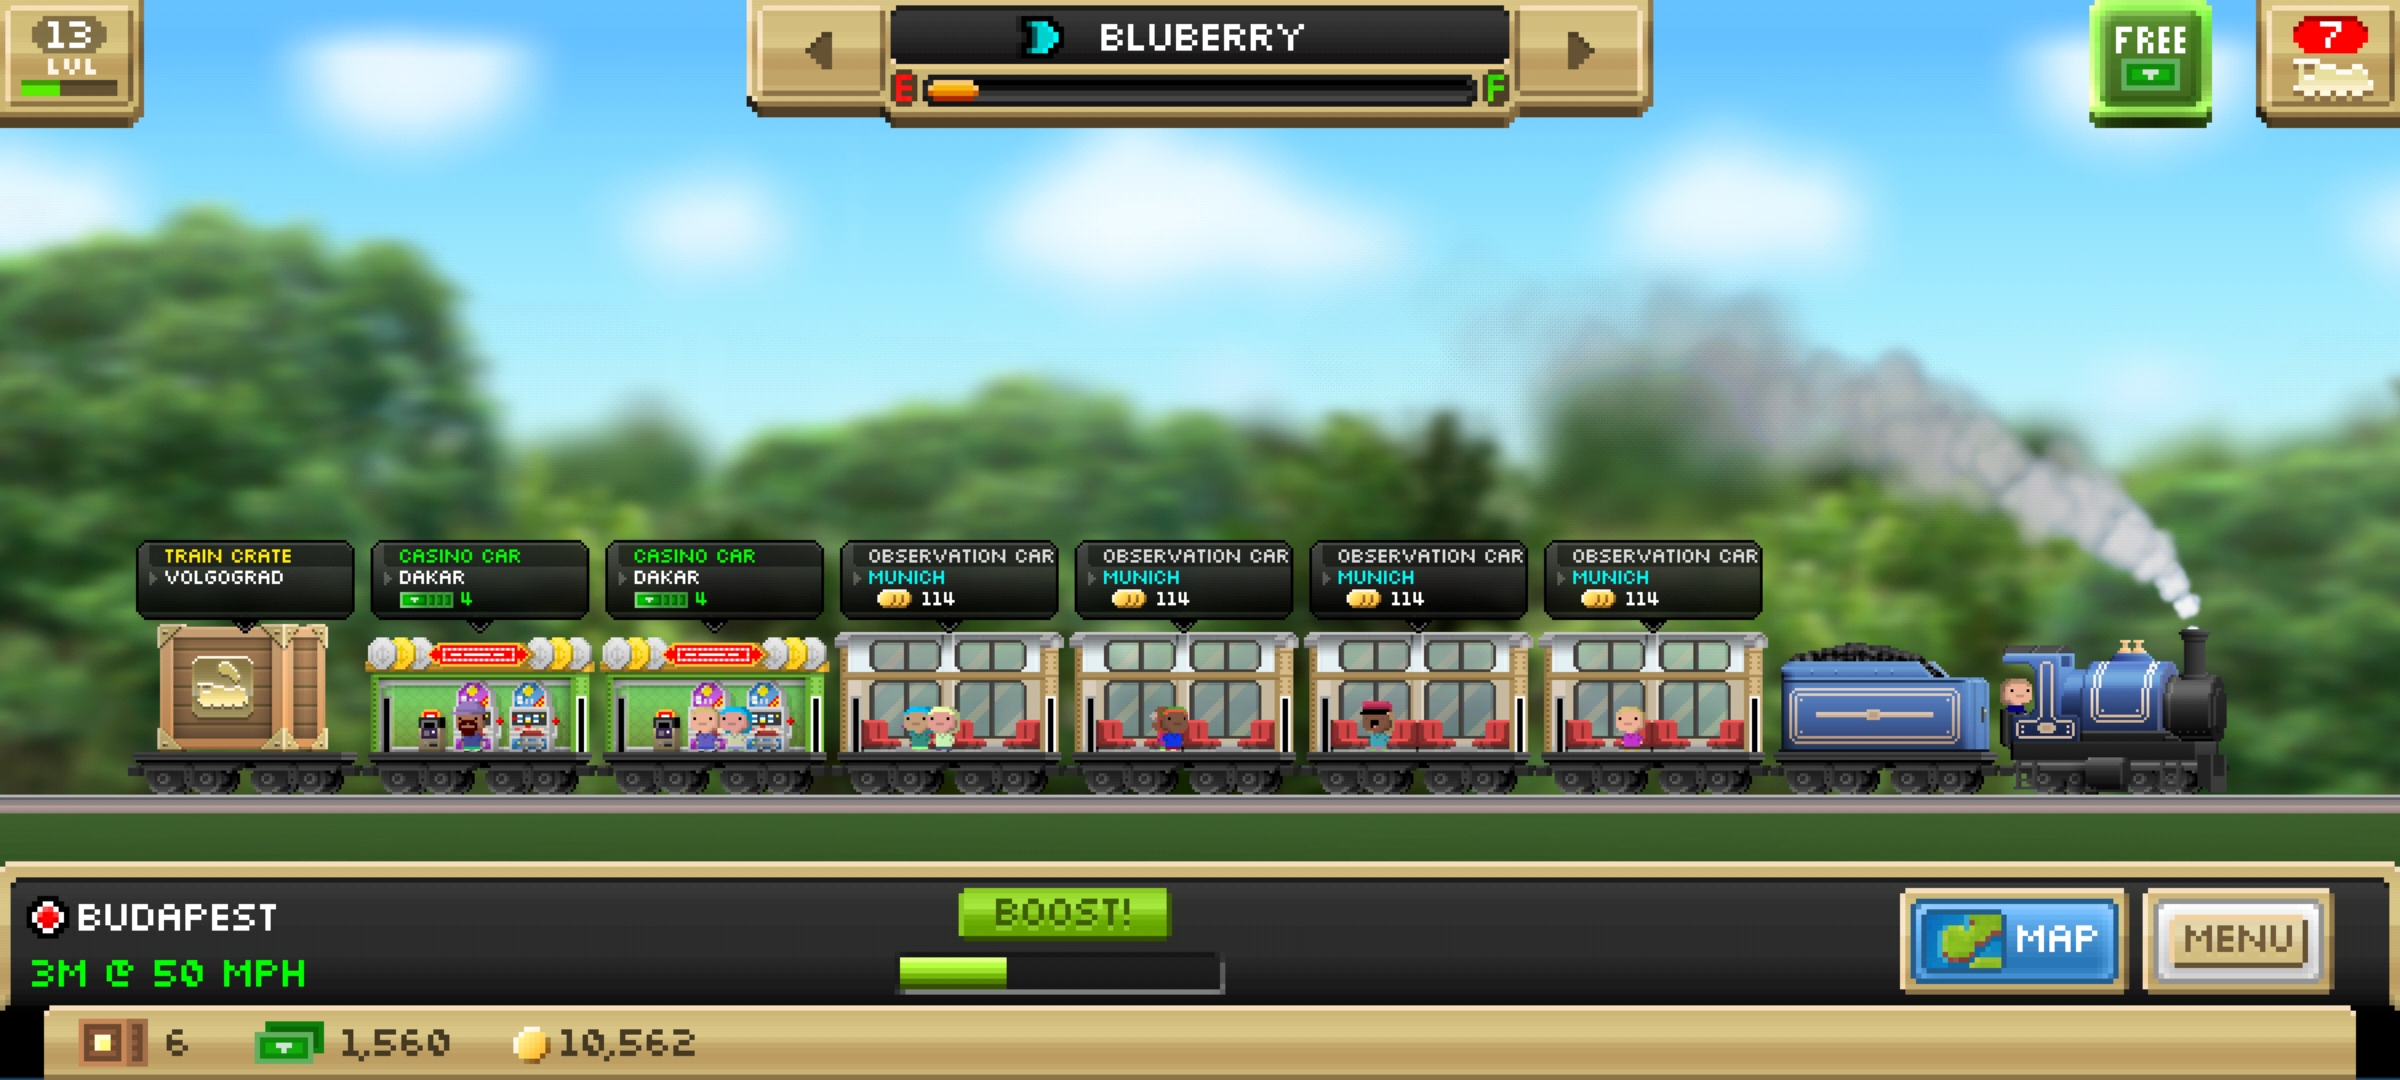 13
LVL
BLUBERRY
E F
FREE
7
TRAIN CRATE
VOLGOGRAD
CASINO CAR
DAKAR
4
CASINO CAR
DAKAR
4
OBSERVATION CAR
MUNICH
114
OBSERVATION CAR
MUNICH
114
OBSERVATION CAR
MUNICH
114
OBSERVATION CAR
MUNICH
114
BUDAPEST
3M @ 50 MPH
BOOST!
MAP
MENU
6
1,560
10,562